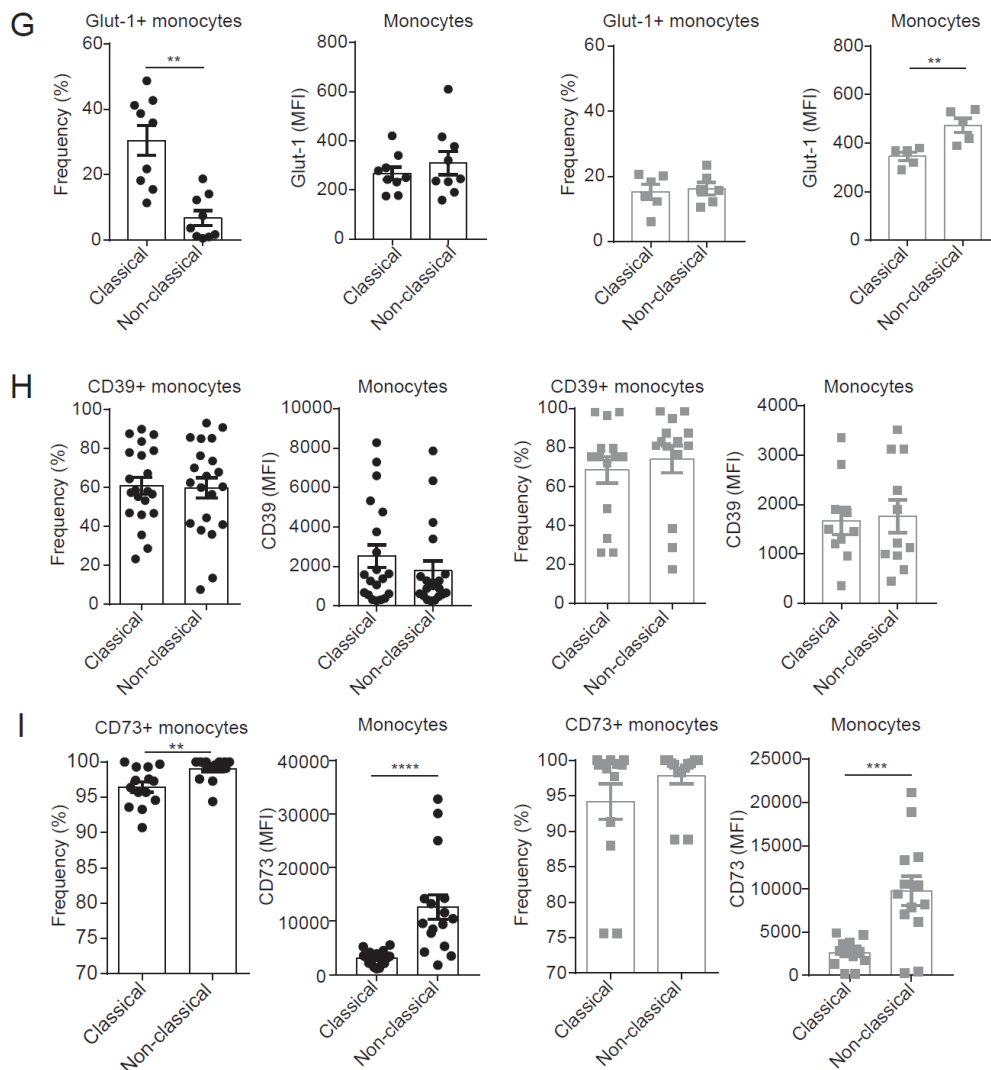 G
Glut-1+ monocytes
Frequency (%)
60
40
20
0
**
Classical
Non-classical
Monocytes
Glut-1 (MFI)
800
600
400
200
0
Classical
Non-classical
Glut-1+ monocytes
Frequency (%)
60
40
20
0
Classical
Non-classical
Monocytes
Glut-1 (MFI)
800
600
400
200
0
**
Classical
Non-classical
H
CD39+ monocytes
Frequency (%)
100
80
60
40
20
0
Classical
Non-classical
Monocytes
CD39 (MFI)
10000
8000
6000
4000
2000
0
Classical
Non-classical
CD39+ monocytes
Frequency (%)
100
80
60
40
20
0
Classical
Non-classical
Monocytes
CD39 (MFI)
4000
3000
2000
1000
0
Classical
Non-classical
I
CD73+ monocytes
Frequency (%)
100
95
90
85
80
75
70
**
Classical
Non-classical
Monocytes
CD73 (MFI)
40000
30000
20000
10000
0
****
Classical
Non-classical
CD73+ monocytes
Frequency (%)
100
95
90
85
80
75
70
Classical
Non-classical
Monocytes
CD73 (MFI)
25000
20000
15000
10000
5000
0
***
Classical
Non-classical